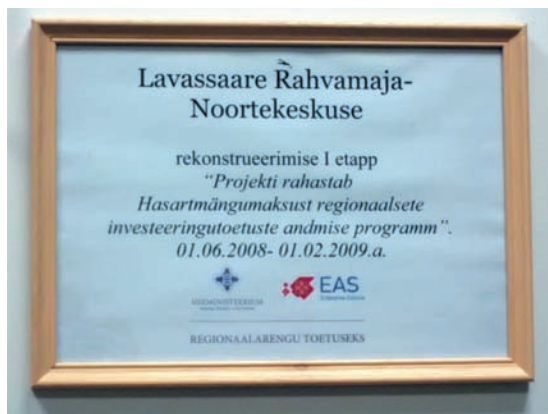 Lavassaare Rahvamaja-
Noortekeskuse
rekonstrueerimise I etapp
"Projekti rahastab
Hasartmängumaksust regionaalsete
investeeringutoetuste andmise programm".
01.06.2008- 01.02.2009.a.
SISEMINISTEERIUM
EAS
REGIONAALARENGU TOETUSEKS